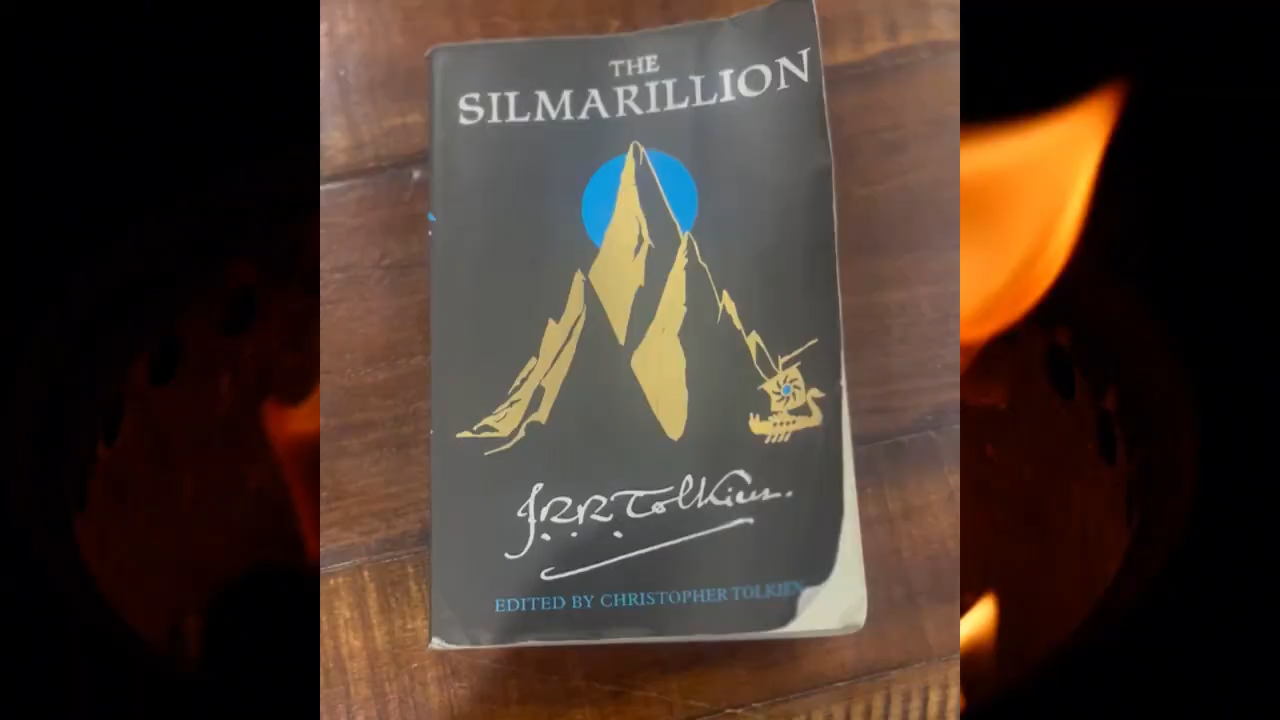 THE
SILMARILLION
J.R.R. Tolkien.
EDITED BY CHRISTOPHER TOLKIEN